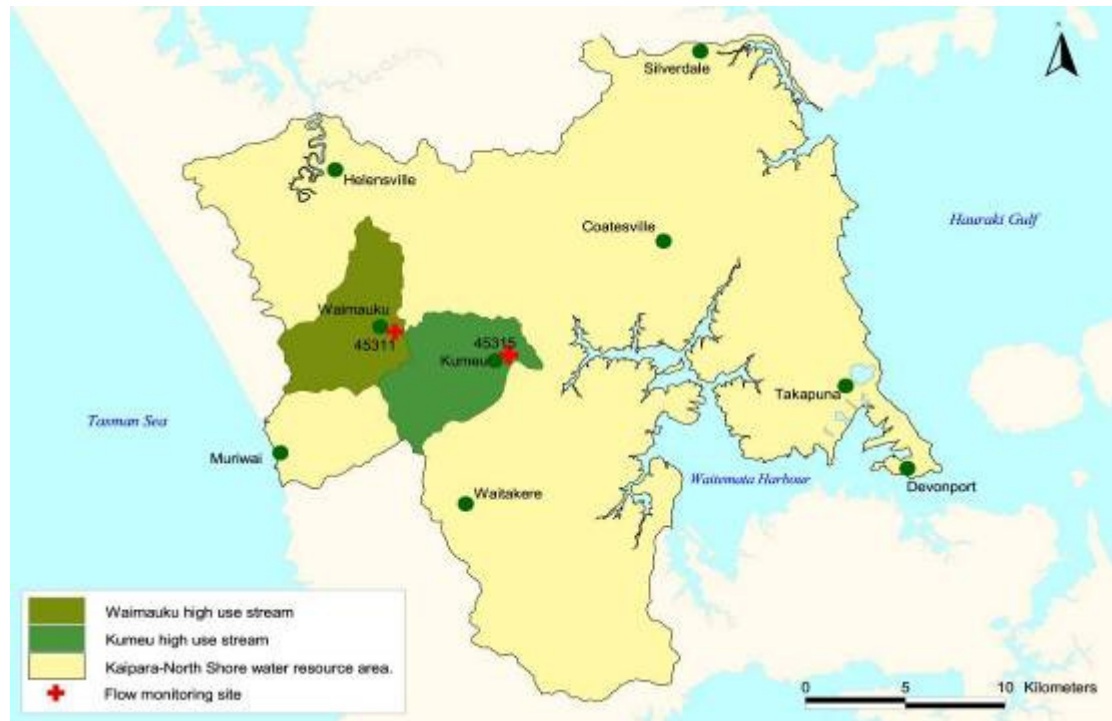 N
Silverdale
Helensville
Hauraki Gulf
Coatesville
Waimauku
45311
45315
Kumeu
Takapuna
Tasman Sea
Muriwai
Waitemata Harbour
Devonport
Waitakere
Waimauku high use stream
Kumeu high use stream
Kaipara-North Shore water resource area.
Flow monitoring site
0 5 10 Kilometers